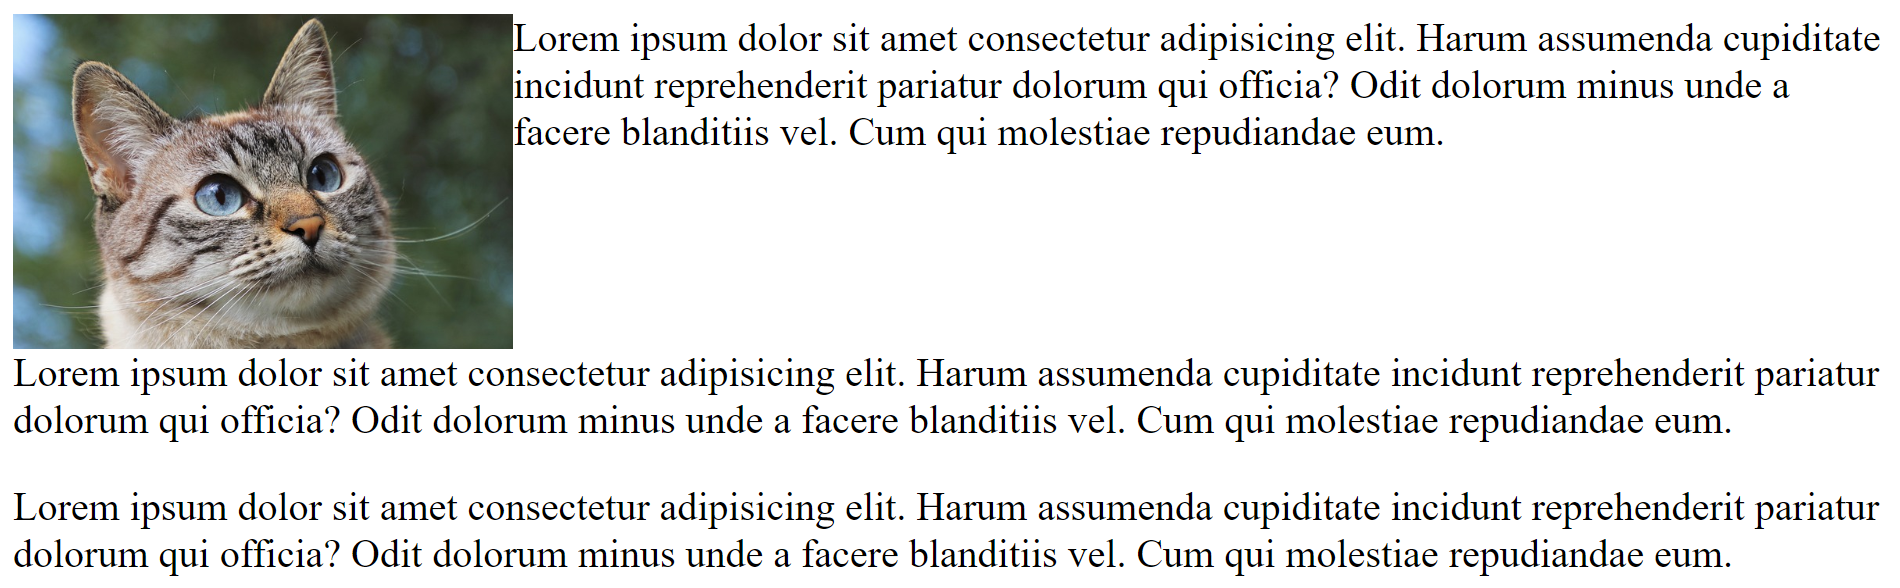 Lorem ipsum dolor sit amet consectetur adipisicing elit. Harum assumenda cupiditate
incidunt reprehenderit pariatur dolorum qui officia? Odit dolorum minus unde a
facere blanditiis vel. Cum qui molestiae repudiandae eum.
Lorem ipsum dolor sit amet consectetur adipisicing elit. Harum assumenda cupiditate incidunt reprehenderit pariatur
dolorum qui officia? Odit dolorum minus unde a facere blanditiis vel. Cum qui molestiae repudiandae eum.
Lorem ipsum dolor sit amet consectetur adipisicing elit. Harum assumenda cupiditate incidunt reprehenderit pariatur
dolorum qui officia? Odit dolorum minus unde a facere blanditiis vel. Cum qui molestiae repudiandae eum.